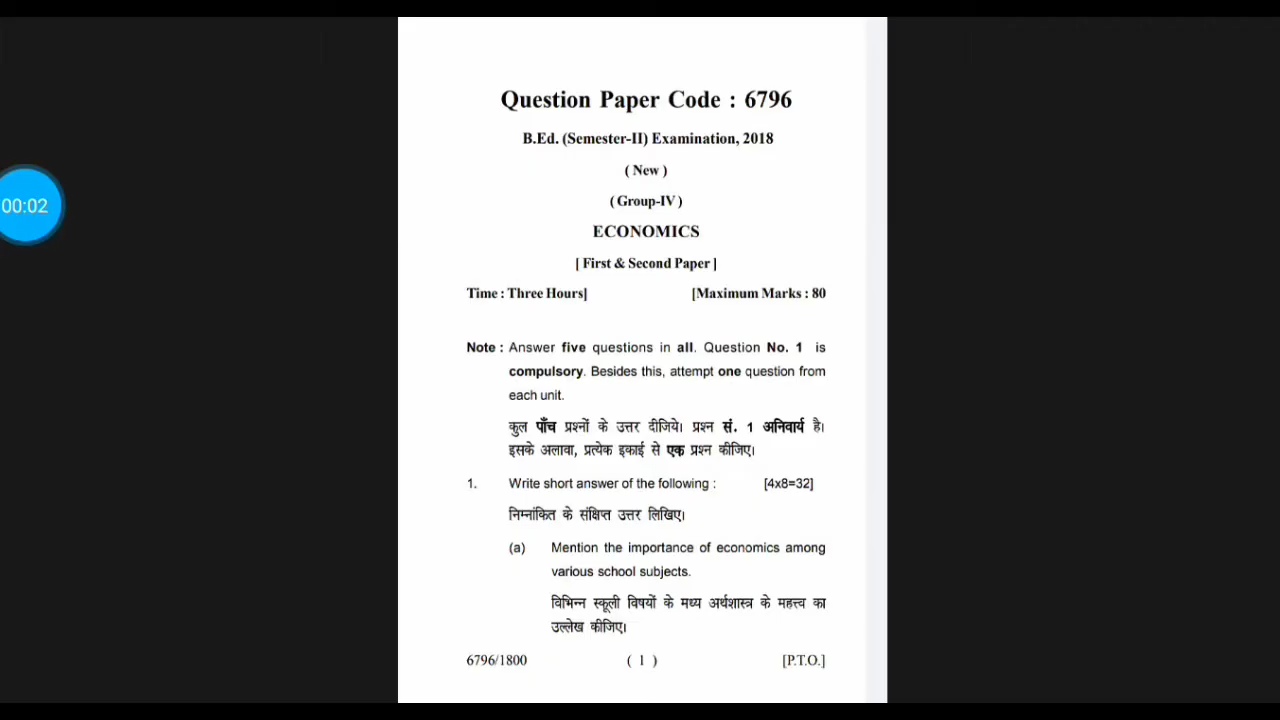 Question Paper Code : 6796
B.Ed. (Semester-II) Examination, 2018
( New )
( Group-IV )
ECONOMICS
[ First & Second Paper ]
Time : Three Hours]	[Maximum Marks : 80
Note : Answer five questions in all. Question No. 1 is
compulsory. Besides this, attempt one question from
each unit.
कुल पाँच प्रश्नों के उत्तर दीजिये। प्रश्न सं. 1 अनिवार्य है।
इसके अलावा, प्रत्येक इकाई से एक प्रश्न कीजिए।
1. Write short answer of the following : [4x8=32]
निम्नांकित के संक्षिप्त उत्तर लिखिए।
(a) Mention the importance of economics among
various school subjects.
विभिन्न स्कूली विषयों के मध्य अर्थशास्त्र के महत्त्व का
उल्लेख कीजिए।
6796/1800 ( 1 ) [P.T.O.]
00:02